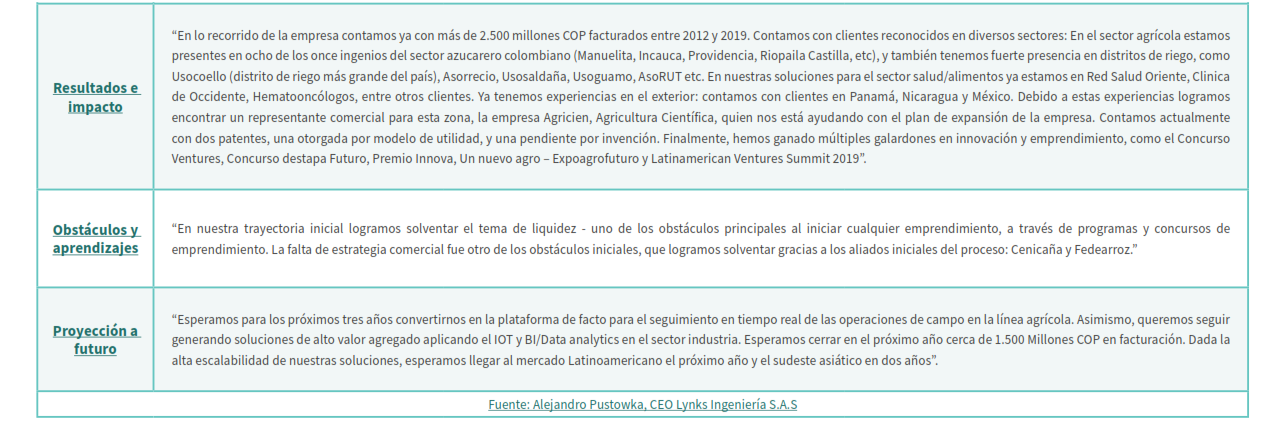 Resultados e
impacto
“En lo recorrido de la empresa contamos ya con más de 2.500 millones COP facturados entre 2012 y 2019. Contamos con clientes reconocidos en diversos sectores: En el sector agrícola estamos
presentes en ocho de los once ingenios del sector azucarero colombiano (Manuelita, Incauca, Providencia, Riopaila Castilla, etc), y también tenemos fuerte presencia en distritos de riego, como
Usocoello (distrito de riego más grande del país), Asorrecio, Usosaldaña, Usoguamo, AsoRUT etc. En nuestras soluciones para el sector salud/alimentos ya estamos en Red Salud Oriente, Clinica
de Occidente, Hematooncólogos, entre otros clientes. Ya tenemos experiencias en el exterior: contamos con clientes en Panamá, Nicaragua y México. Debido a estas experiencias logramos
encontrar un representante comercial para esta zona, la empresa Agricien, Agricultura Científica, quien nos está ayudando con el plan de expansión de la empresa. Contamos actualmente
con dos patentes, una otorgada por modelo de utilidad, y una pendiente por invención. Finalmente, hemos ganado múltiples galardones en innovación y emprendimiento, como el Concurso
Ventures, Concurso destapa Futuro, Premio Innova, Un nuevo agro – Expoagrofuturo y Latinamerican Ventures Summit 2019”.
Obstáculos y
aprendizajes
“En nuestra trayectoria inicial logramos solventar el tema de liquidez - uno de los obstáculos principales al iniciar cualquier emprendimiento, a través de programas y concursos de
emprendimiento. La falta de estrategia comercial fue otro de los obstáculos iniciales, que logramos solventar gracias a los aliados iniciales del proceso: Cenicaña y Fedearroz.”
Proyección a
futuro
“Esperamos para los próximos tres años convertirnos en la plataforma de facto para el seguimiento en tiempo real de las operaciones de campo en la línea agrícola. Asimismo, queremos seguir
generando soluciones de alto valor agregado aplicando el IOT y BI/Data analytics en el sector industria. Esperamos cerrar en el próximo año cerca de 1.500 Millones COP en facturación. Dada la
alta escalabilidad de nuestras soluciones, esperamos llegar al mercado Latinoamericano el próximo año y el sudeste asiático en dos años”.
Fuente: Alejandro Pustowka, CEO Lynks Ingeniería S.A.S